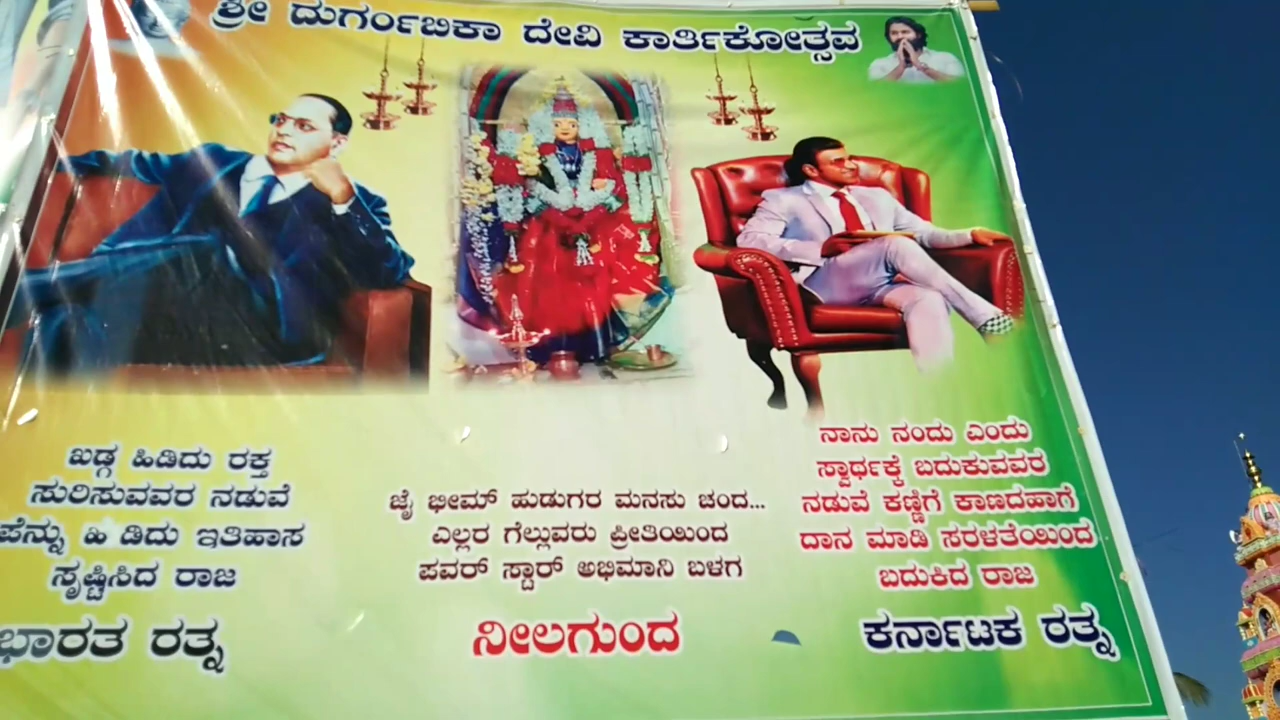 ಶ್ರೀ ದುರ್ಗಂಬಿಕಾ ದೇವಿ ಕಾರ್ತಿಕೋತ್ಸವ
ಖಡ್ಗ ಹಿಡಿದು ರಕ್ತ
ಸುರಿಸುವವರ ನಡುವೆ
ಪೆನ್ನು ಹಿ ಡಿದು ಇತಿಹಾಸ
ಸೃಷ್ಟಿಸಿದ ರಾಜ
ಭಾರತ ರತ್ನ
ಜೈ ಭೀಮ್ ಹುಡುಗರ ಮನಸು ಚಂದ...
ಎಲ್ಲರ ಗೆಲ್ಲುವರು ಪ್ರೀತಿಯಿಂದ
ಪವರ್ ಸ್ಟಾರ್ ಅಭಿಮಾನಿ ಬಳಗ
ನೀಲಗುಂದ
ನಾನು ನಂದು ಎಂದು
ಸ್ವಾರ್ಥಕ್ಕೆ ಬದುಕುವವರ
ನಡುವೆ ಕಣ್ಣಿಗೆ ಕಾಣದಹಾಗೆ
ದಾನ ಮಾಡಿ ಸರಳತೆಯಿಂದ
ಬದುಕಿದ ರಾಜ
ಕರ್ನಾಟಕ ರತ್ನ